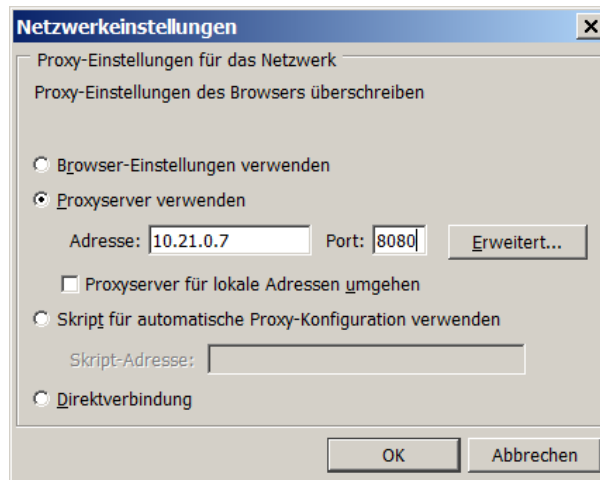 Netzwerkeinstellungen
Proxy-Einstellungen für das Netzwerk
Proxy-Einstellungen des Browsers überschreiben
Browser-Einstellungen verwenden
Proxyserver verwenden
Adresse: 10.21.0.7 Port: 8080 Erweitert...
Proxyserver für lokale Adressen umgehen
Skript für automatische Proxy-Konfiguration verwenden
Skript-Adresse:
Direktverbindung
OK Abbrechen